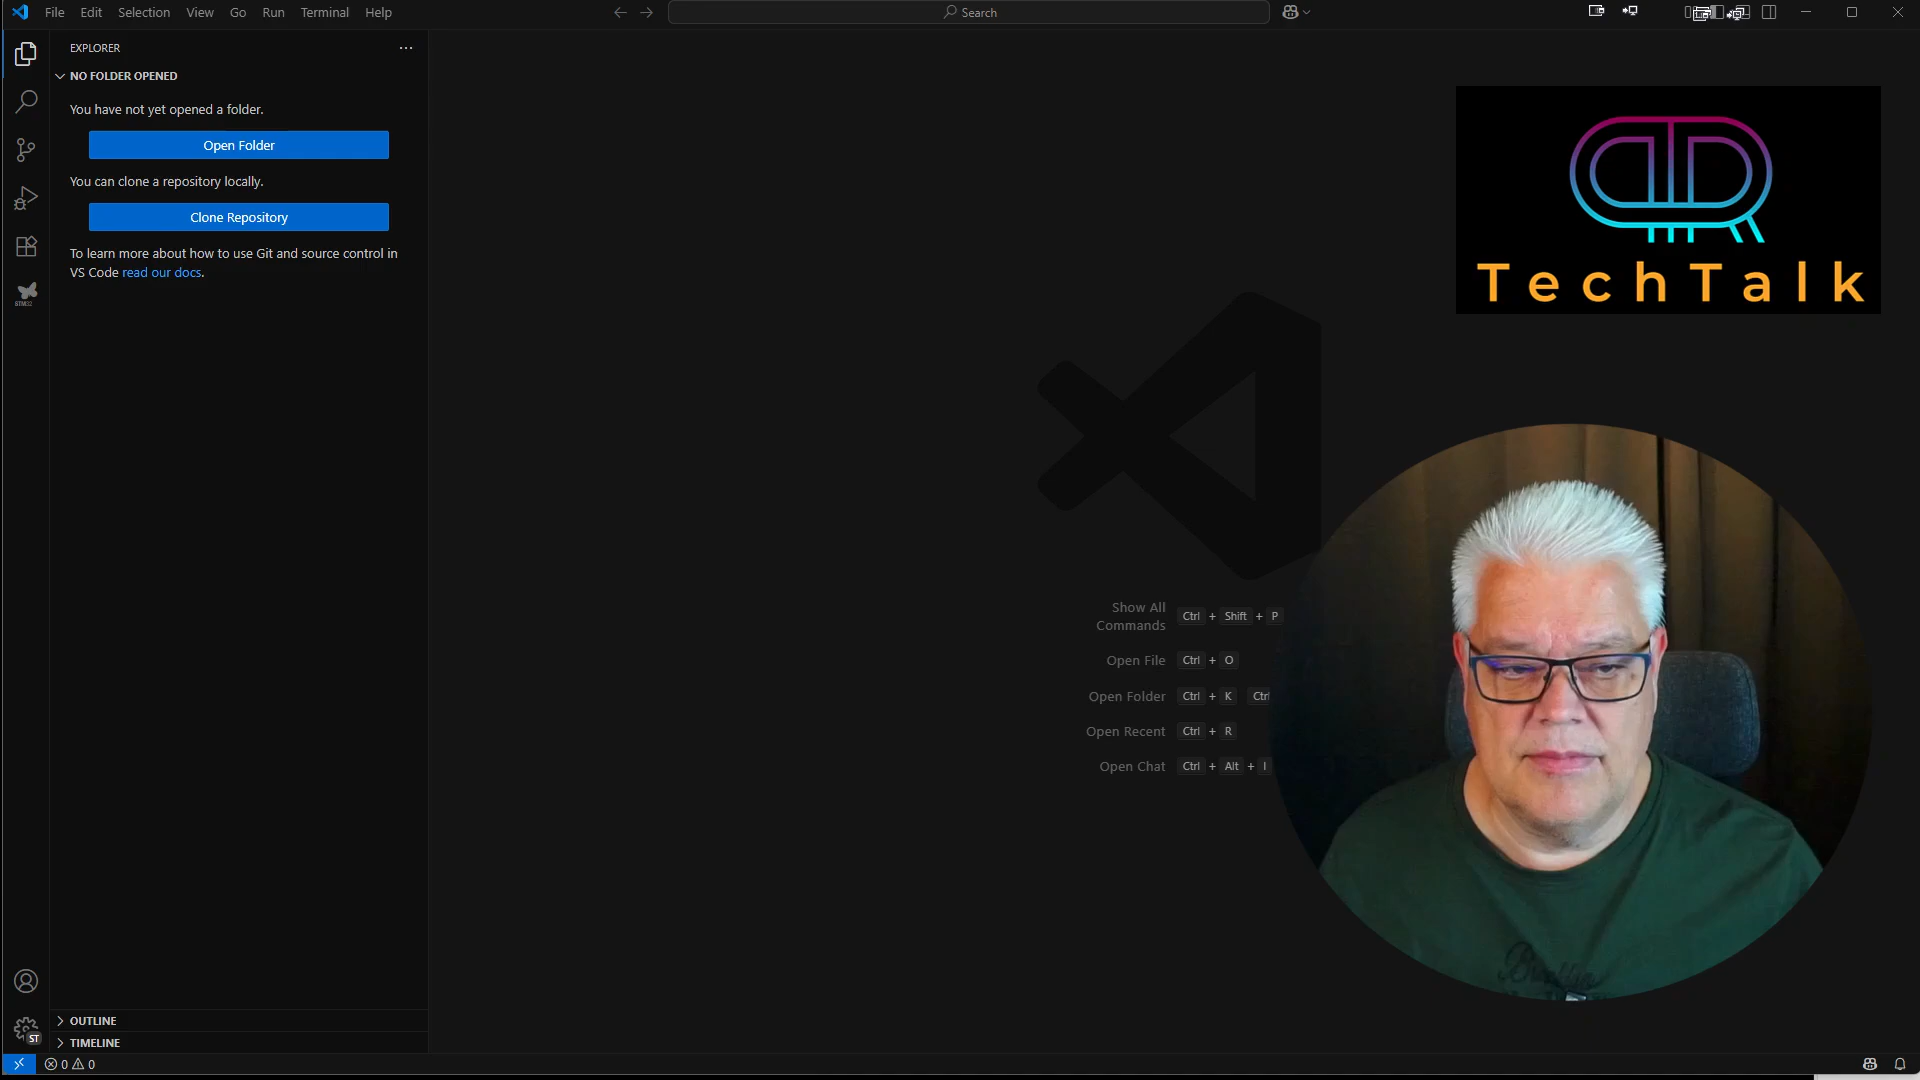 File Edit Selection View Go Run Terminal Help
Search
EXPLORER
NO FOLDER OPENED
You have not yet opened a folder.
Open Folder
You can clone a repository locally.
Clone Repository
To learn more about how to use Git and source control in
VS Code read our docs.
STM32
TechTalk
Show All
Commands
Ctrl + Shift + P
Open File Ctrl + O
Open Folder Ctrl + K Ctrl
Open Recent Ctrl + R
Open Chat Ctrl + Alt + I
ST
OUTLINE
TIMELINE
0 0